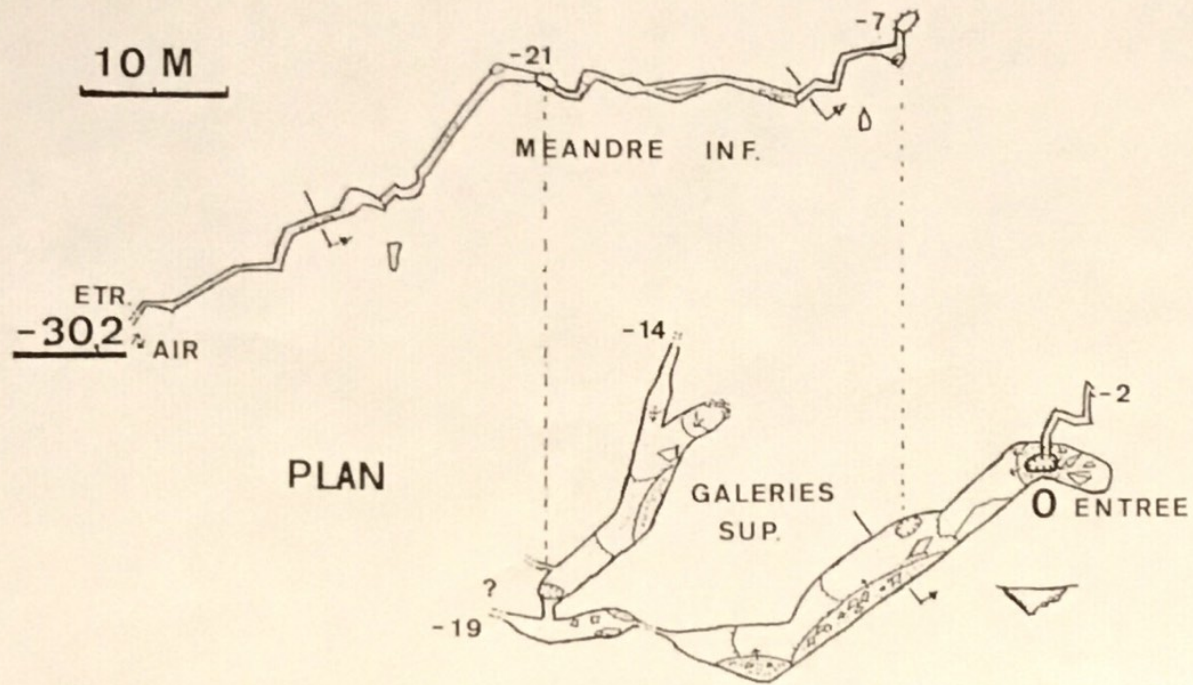 10 M
-7
-21
MEANDRE INF.
ETR.
-30,2
AIR
-14
-2
PLAN
GALERIES
SUP.
0 ENTREE
?
-19